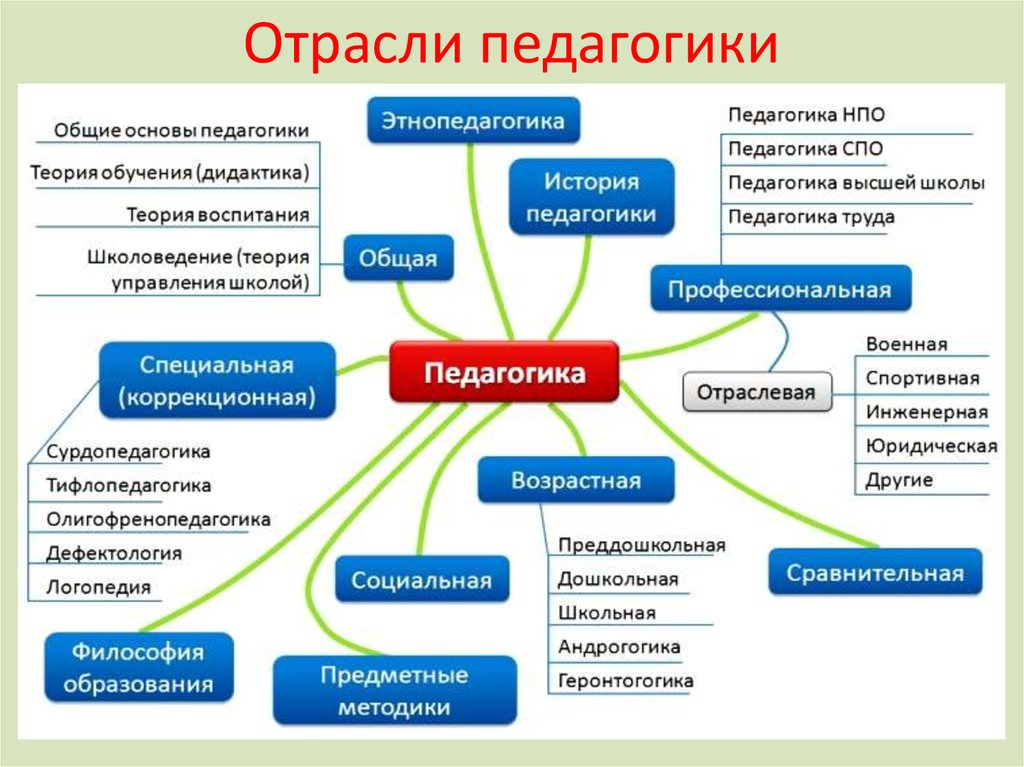 Отрасли педагогики
Этнопедагогика
История
педагогики
Общие основы педагогики
Теория обучения (дидактика)
Теория воспитания
Школоведение (теория
управления школой)
Общая
Педагогика НПО
Педагогика СПО
Педагогика высшей школы
Педагогика труда
Профессиональная
Педагогика
Отраслевая
Военная
Спортивная
Инженерная
Юридическая
Другие
Специальная
(коррекционная)
Сурдопедагогика
Тифлопедагогика
Олигофренопедагогика
Дефектология
Логопедия
Возрастная
Преддошкольная
Дошкольная
Школьная
Андрогогика
Геронтогогика
Социальная
Сравнительная
Философия
образования
Предметные
методики